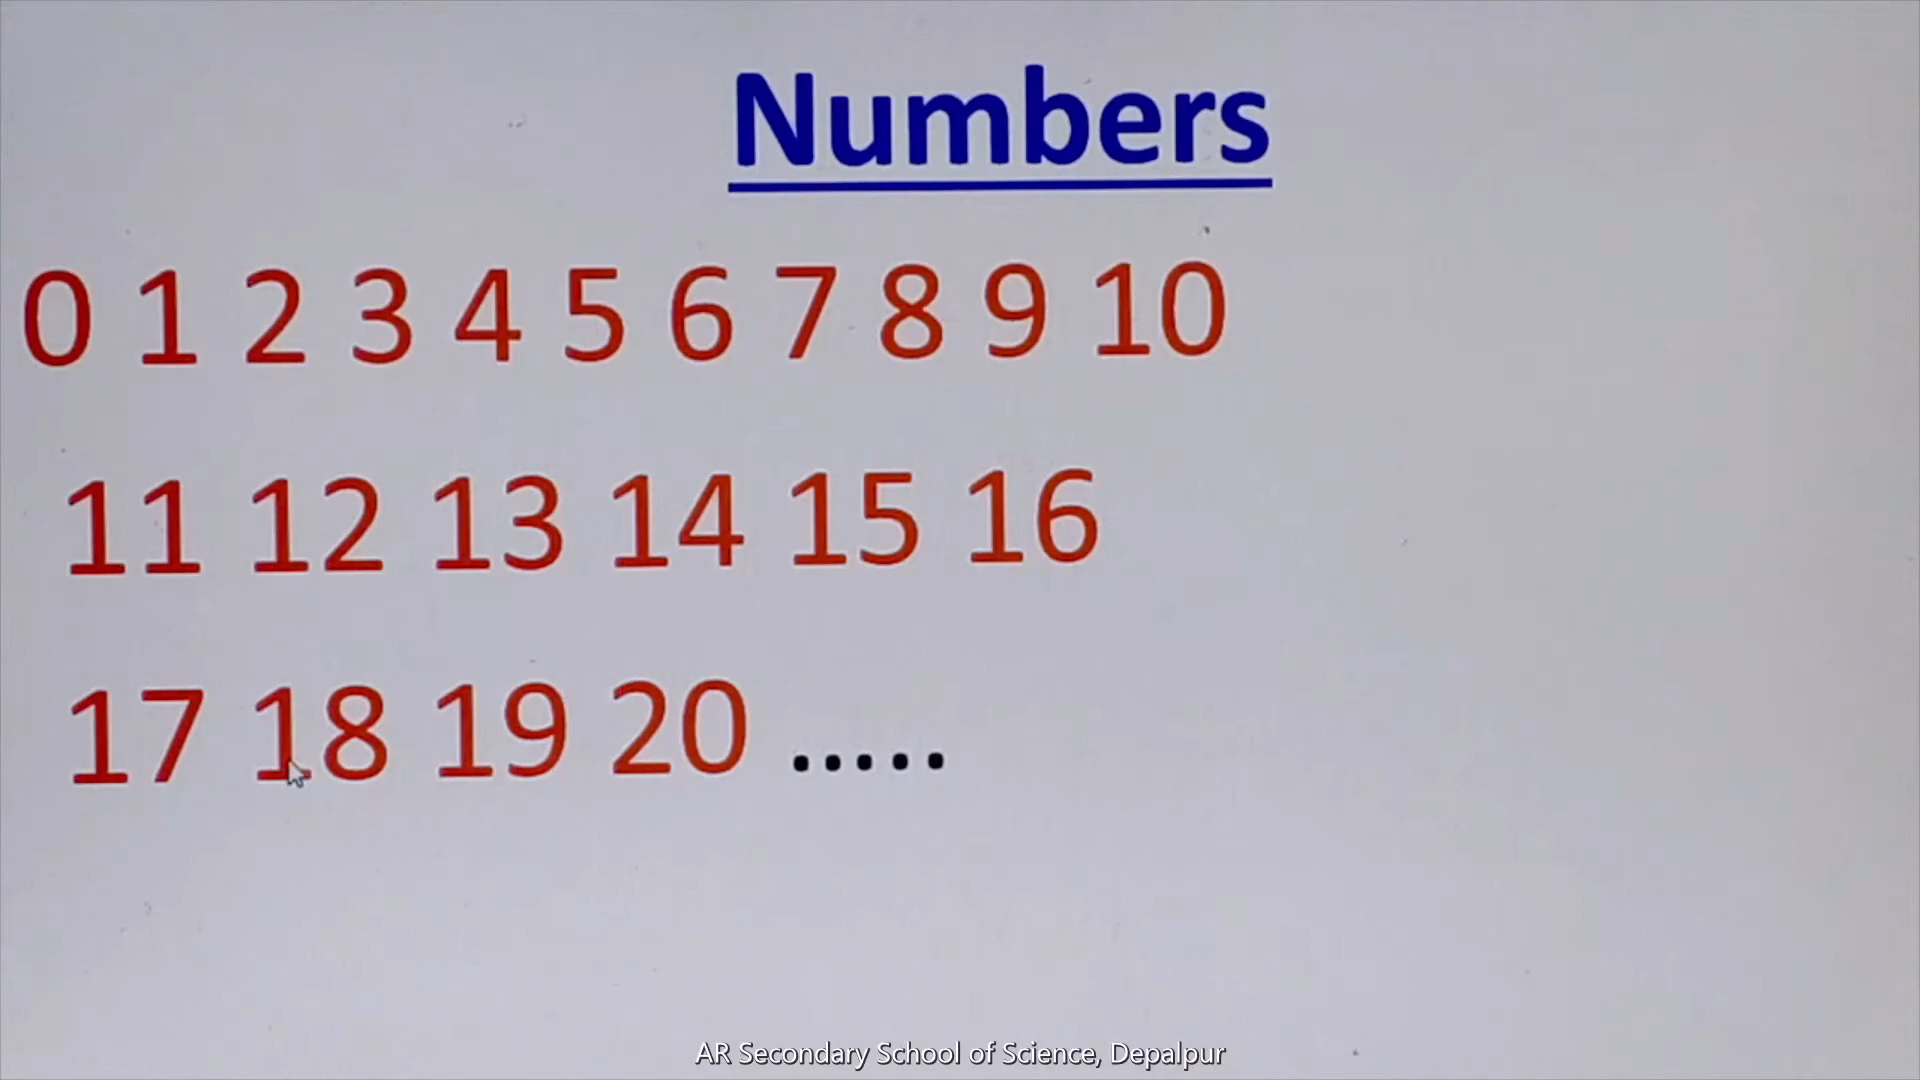 Numbers
0 1 2 3 4 5 6 7 8 9 10
11 12 13 14 15 16
17 18 19 20 .....
AR Secondary School of Science, Depalpur